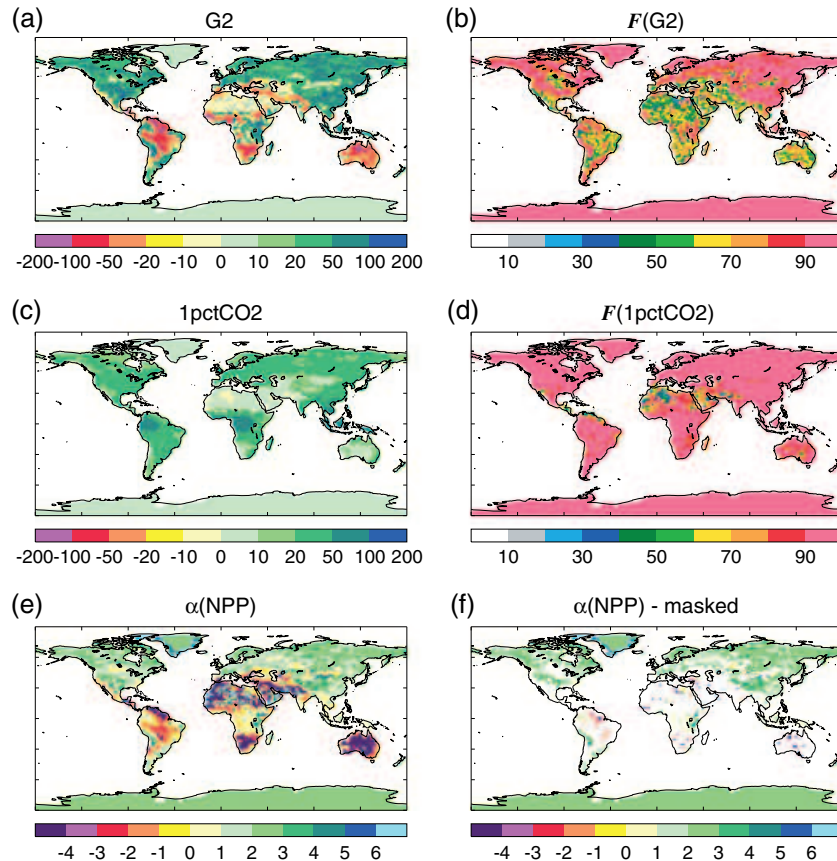 (a) G2
(b) F(G2)
-200 -100 -50 -20 -10 0 10 20 50 100 200
10 30 50 70 90
(c) 1pctCO2
(d) F(1pctCO2)
-200 -100 -50 -20 -10 0 10 20 50 100 200
10 30 50 70 90
(e) α(NPP)
(f) α(NPP) - masked
-4 -3 -2 -1 0 1 2 3 4 5 6
-4 -3 -2 -1 0 1 2 3 4 5 6